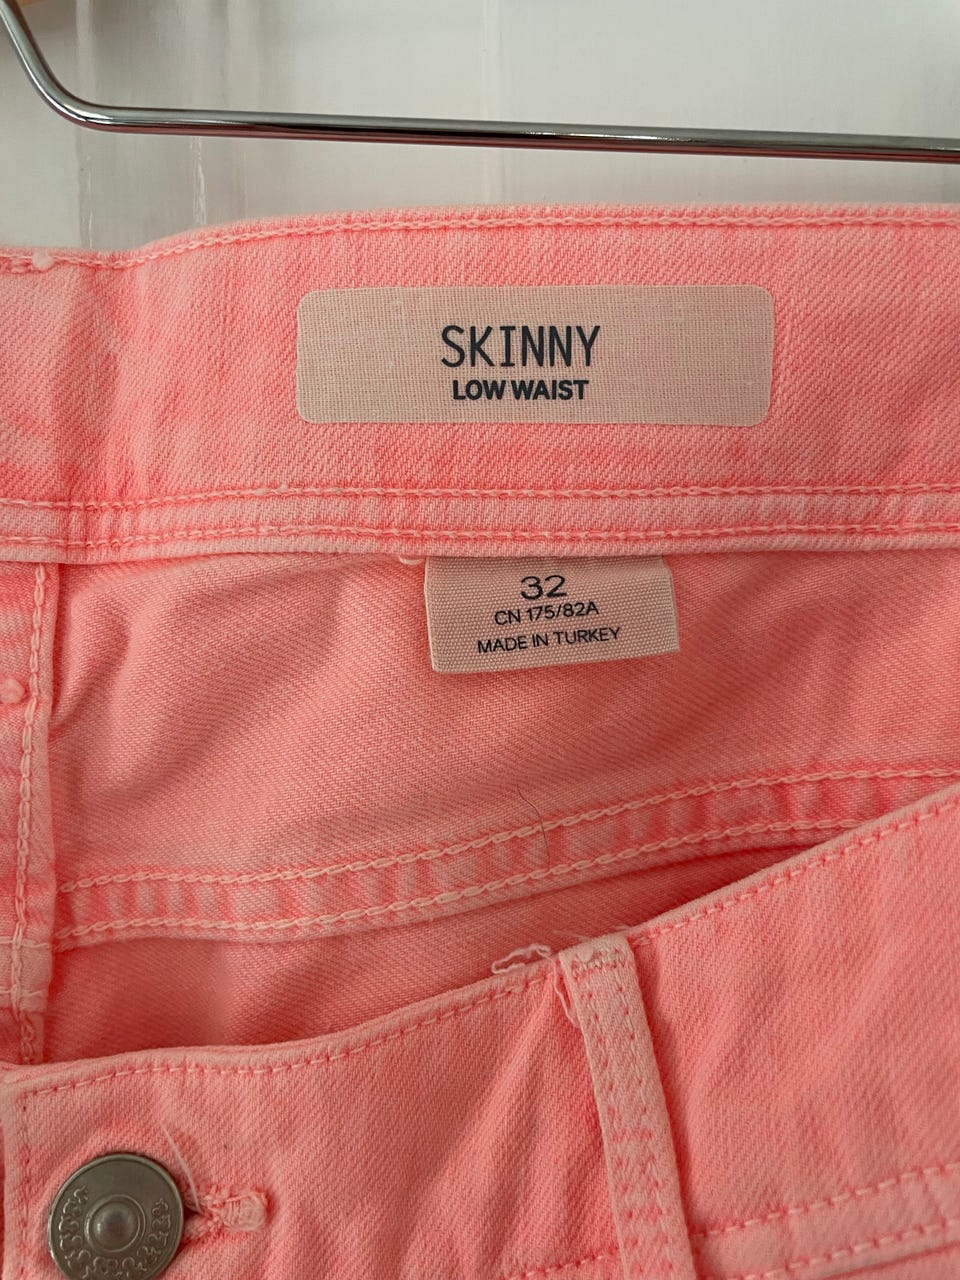 SKINNY
LOW WAIST
32
CN 175/82A
MADE IN TURKEY